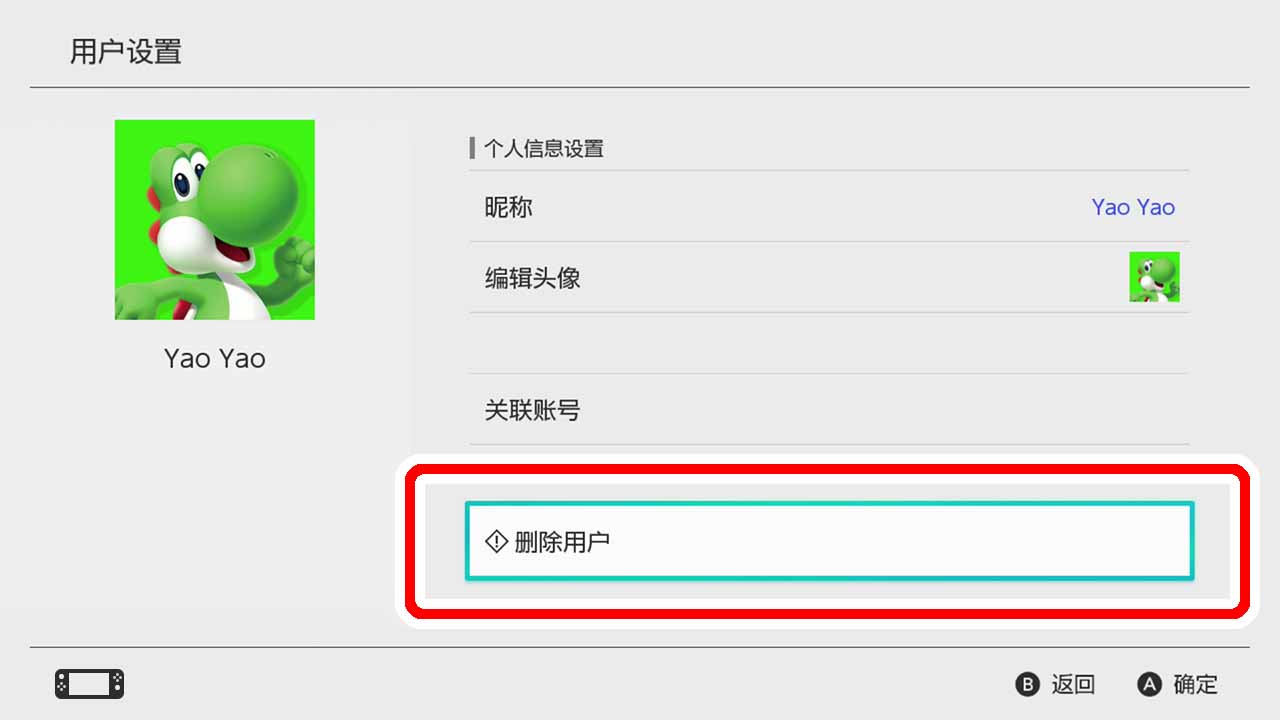 用户设置
Yao Yao
个人信息设置
昵称 Yao Yao
编辑头像
关联账号
删除用户
B 返回 A 确定